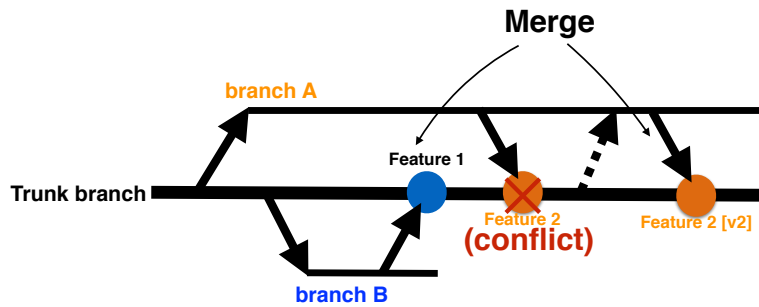 Merge
branch A
Feature 1
Trunk branch
Feature 2
(conflict)
Feature 2 [v2]
branch B